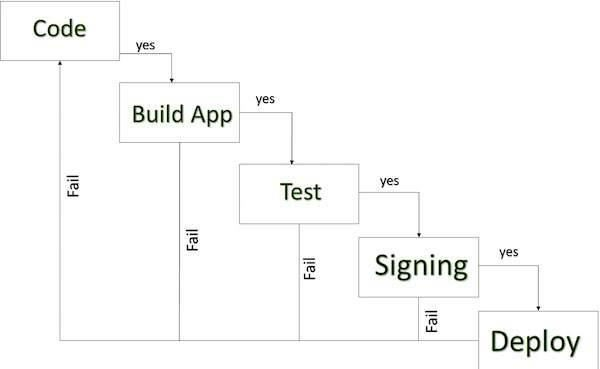 Code
yes
Build App
yes
Test
yes
Signing
yes
Deploy
Fail
Fail
Fail
Fail